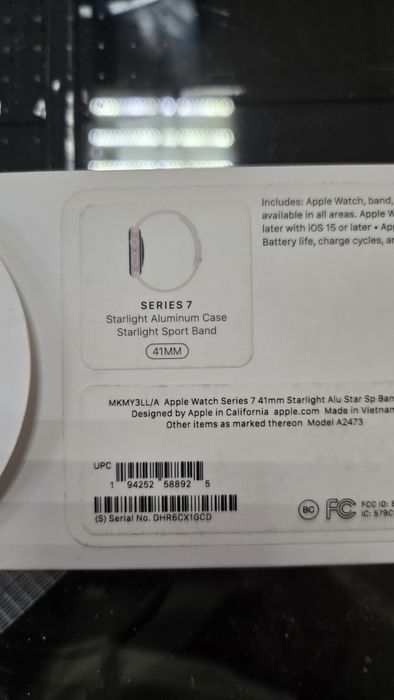 Includes: Apple Watch, band,
available in all areas. Apple W
later with iOS 15 or later • Ap
Battery life, charge cycles, an
SERIES 7
Starlight Aluminum Case
Starlight Sport Band
41MM
MKMY3LL/A Apple Watch Series 7 41mm Starlight Alu Star Sp Ban
Designed by Apple in California apple.com Made in Vietnam
Other items as marked thereon Model A2473
UPC
1 94252 58892 5
(S) Serial No. DHR6CX1GCD
BC FC FCC ID:
IC: 579C